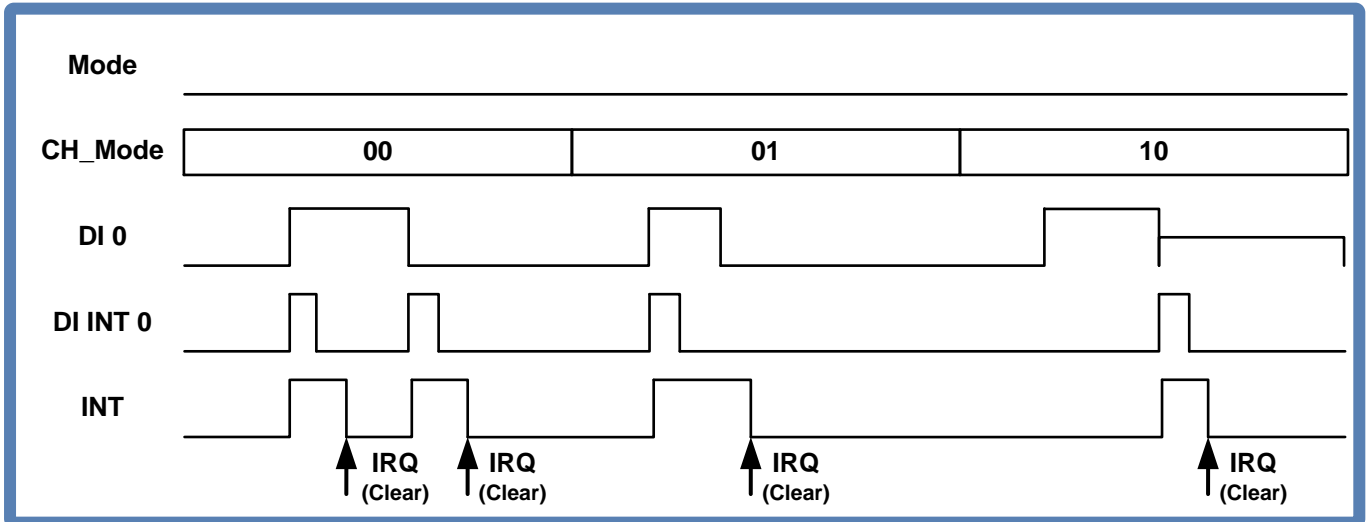 Mode
CH_Mode 00 01 10
DI 0
DI INT 0
INT
IRQ IRQ IRQ IRQ
(Clear) (Clear) (Clear) (Clear)